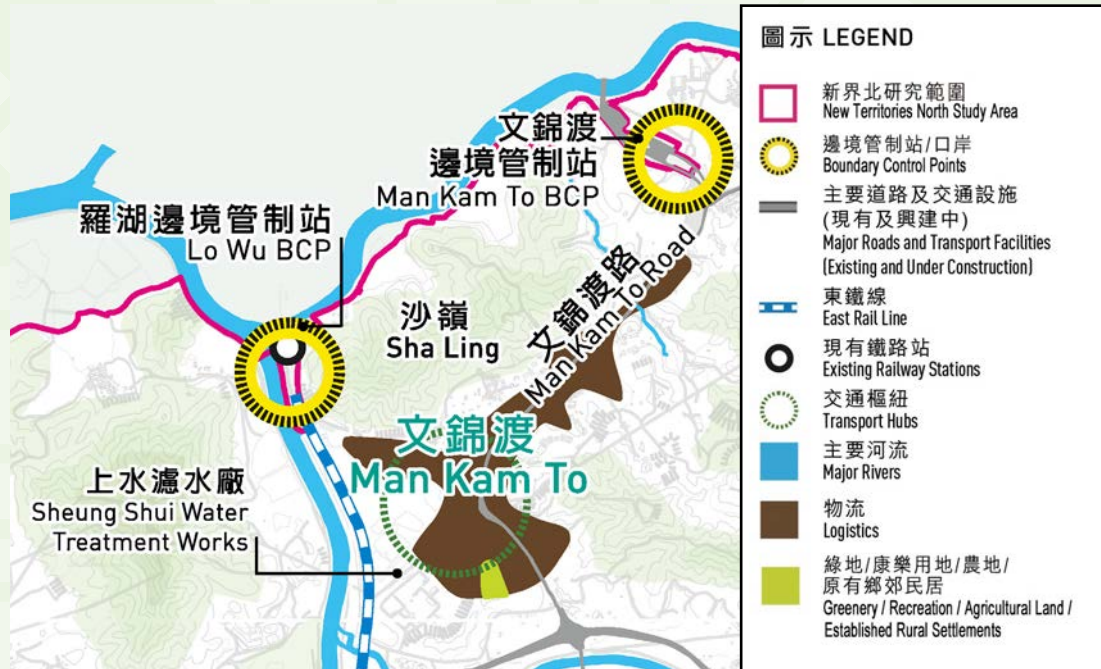 文錦渡
邊境管制站
Man Kam To BCP
羅湖邊境管制站
Lo Wu BCP
沙嶺
Sha Ling
文錦渡路
Man Kam To Road
文錦渡
Man Kam To
上水濾水廠
Sheung Shui Water
Treatment Works
圖示 LEGEND
新界北研究範圍
New Territories North Study Area
邊境管制站/口岸
Boundary Control Points
主要道路及交通設施
(現有及興建中)
Major Roads and Transport Facilities
(Existing and Under Construction)
東鐵線
East Rail Line
現有鐵路站
Existing Railway Stations
交通樞紐
Transport Hubs
主要河流
Major Rivers
物流
Logistics
綠地/康樂用地/農地/
原有鄉郊民居
Greenery / Recreation / Agricultural Land /
Established Rural Settlements